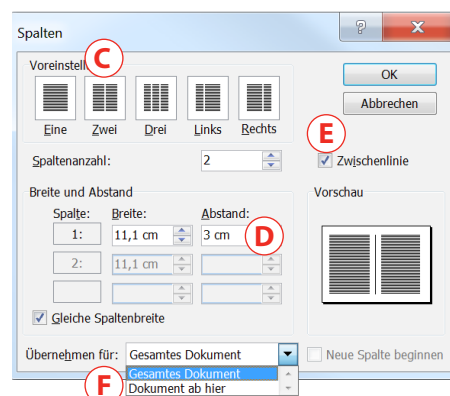 Spalten
Voreinstell
C
Eine Zwei Drei Links Rechts
OK
Abbrechen
E
Spaltenanzahl: 2
Zwischenlinie
Breite und Abstand
Vorschau
Spalte: Breite: Abstand:
1: 11,1 cm 3 cm D
2: 11,1 cm
Gleiche Spaltenbreite
Übernehmen für: Gesamtes Dokument
Neue Spalte beginnen
Gesamtes Dokument
F Dokument ab hier